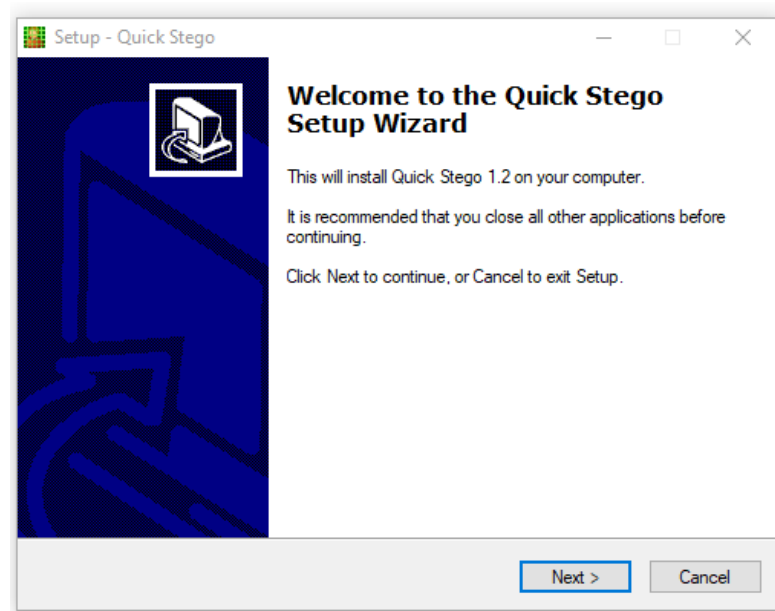 Setup - Quick Stego
Welcome to the Quick Stego
Setup Wizard
This will install Quick Stego 1.2 on your computer.
It is recommended that you close all other applications before
continuing.
Click Next to continue, or Cancel to exit Setup.
Next >
Cancel